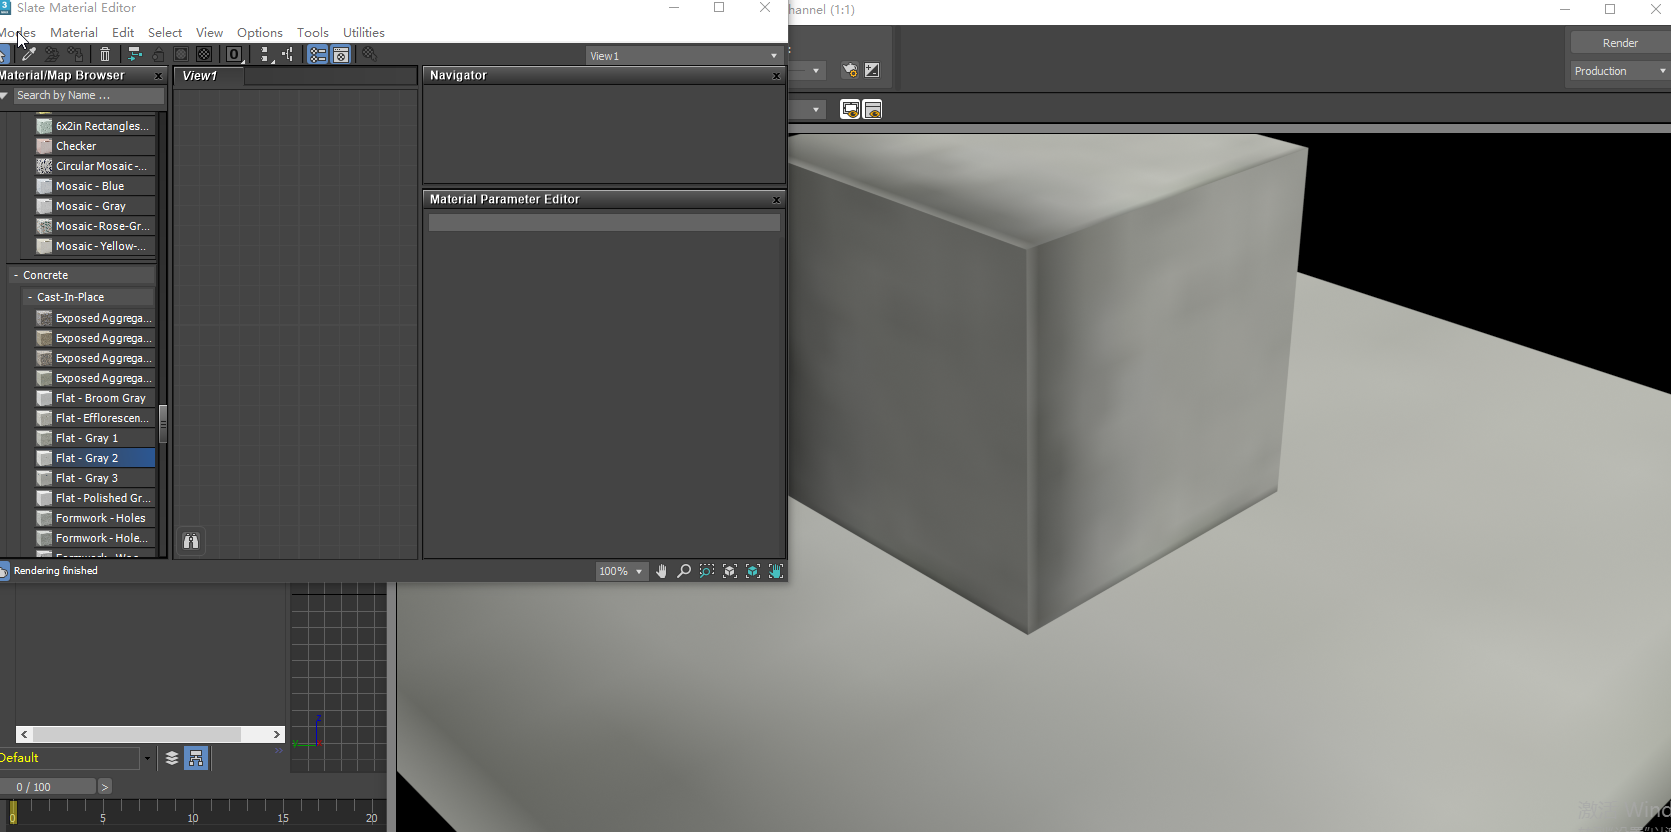 Slate Material Editor
hannel (1:1)
Modes Material Edit Select View Options Tools Utilities
View1
Render
Production
Material/Map Browser
View1
Navigator
Search by Name ...
6x2in Rectangles...
Checker
Circular Mosaic -...
Mosaic - Blue
Mosaic - Gray
Mosaic - Rose-Gr...
Mosaic - Yellow-...
Material Parameter Editor
- Concrete
- Cast-In-Place
Exposed Aggrega...
Exposed Aggrega...
Exposed Aggrega...
Exposed Aggrega...
Flat - Broom Gray
Flat - Efflorescen...
Flat - Gray 1
Flat - Gray 2
Flat - Gray 3
Flat - Polished Gr...
Formwork - Holes
Formwork - Hole...
Rendering finished
100%
z
y
Default
0 / 100
>
0 5 10 15 20
激活 Wind